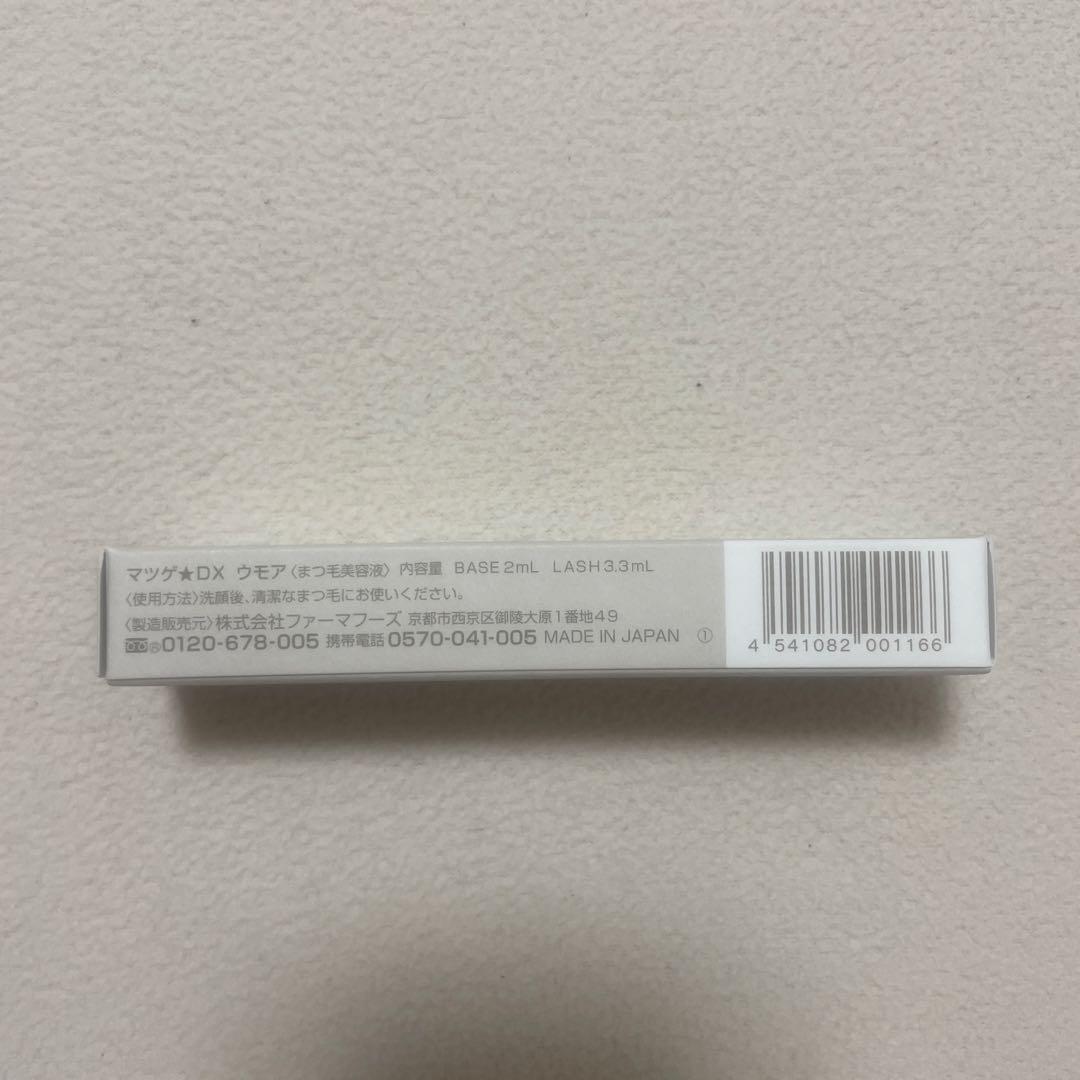 マツゲ★DX ウモア〈まつ毛美容液〉 内容量 BASE 2mL LASH 3.3mL
〈使用方法〉洗顔後、清潔なまつ毛にお使いください。
〈製造販売元〉株式会社ファーマフーズ 京都市西京区御陵大原1番地49
0120-678-005 携帯電話 0570-041-005 MADE IN JAPAN ①
4 541082 001166